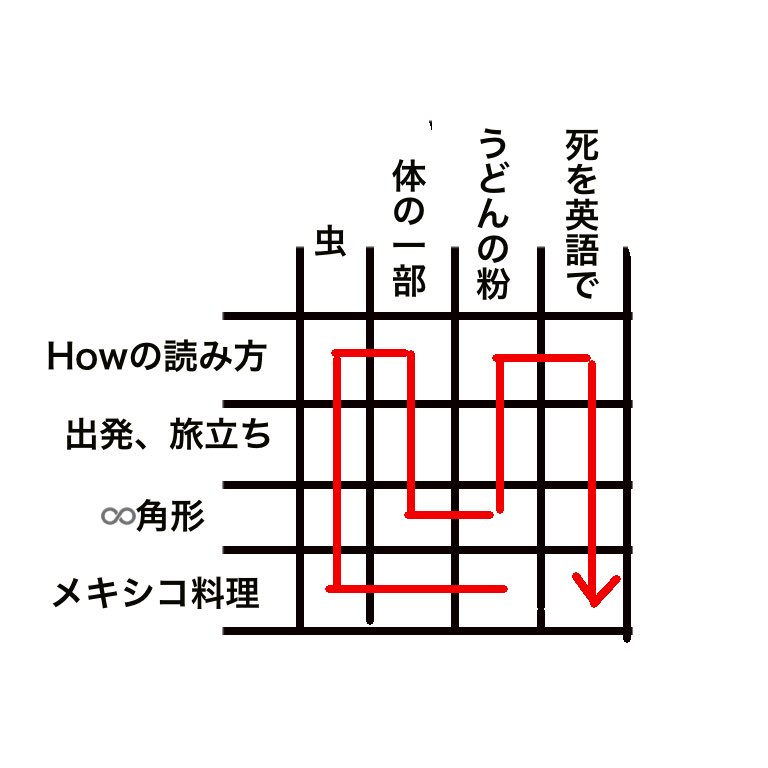 虫
体の一部
うどんの粉
死を英語で
Howの読み方
出発、旅立ち
∞角形
メキシコ料理